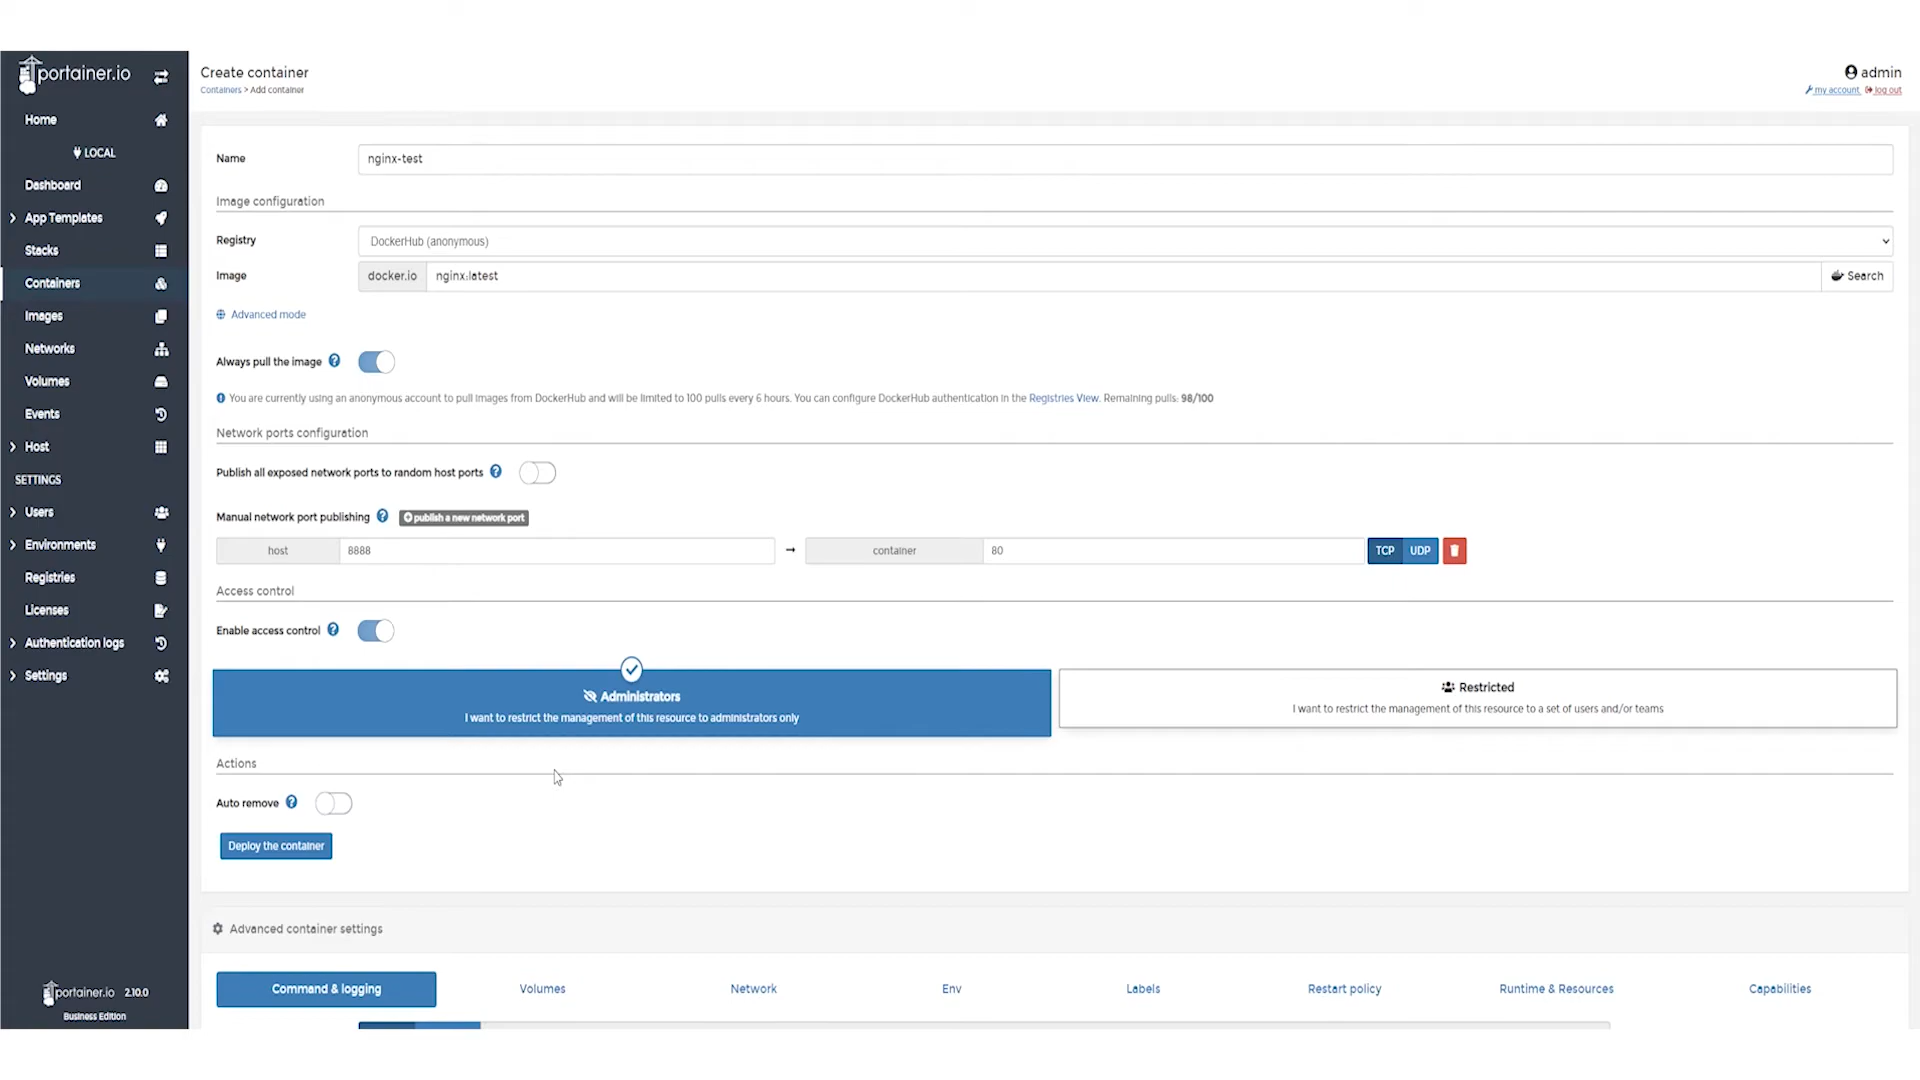 portainer.io
Home
LOCAL
Dashboard
App Templates
Stacks
Containers
Images
Networks
Volumes
Events
Host
SETTINGS
Users
Environments
Registries
Licenses
Authentication logs
Settings
portainer.io 2.10.0
Business Edition
Create container
Containers > Add container
admin
my account log out
Name nginx-test
Image configuration
Registry DockerHub (anonymous)
Image docker.io nginx:latest Search
Advanced mode
Always pull the image
You are currently using an anonymous account to pull images from DockerHub and will be limited to 100 pulls every 6 hours. You can configure DockerHub authentication in the Registries View. Remaining pulls: 98/100
Network ports configuration
Publish all exposed network ports to random host ports
Manual network port publishing publish a new network port
host 8888 → container 80 TCP UDP
Access control
Enable access control
Administrators
I want to restrict the management of this resource to administrators only
Restricted
I want to restrict the management of this resource to a set of users and/or teams
Actions
Auto remove
Deploy the container
Advanced container settings
Command & logging Volumes Network Env Labels Restart policy Runtime & Resources Capabilities